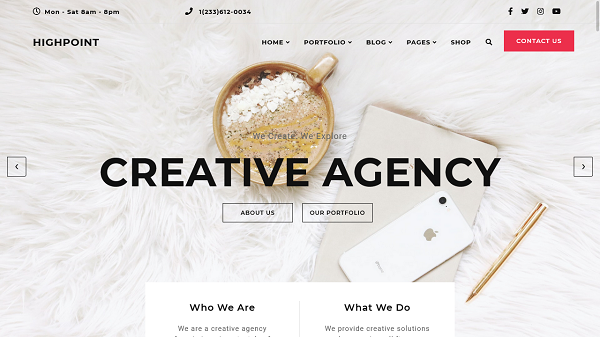 Mon - Sat 8am - 8pm
1(233)612-0034
HIGHPOINT
HOME
PORTFOLIO
BLOG
PAGES
SHOP
CONTACT US
We Create, We Explore
CREATIVE AGENCY
ABOUT US
OUR PORTFOLIO
Who We Are
We are a creative agency
What We Do
We provide creative solutions